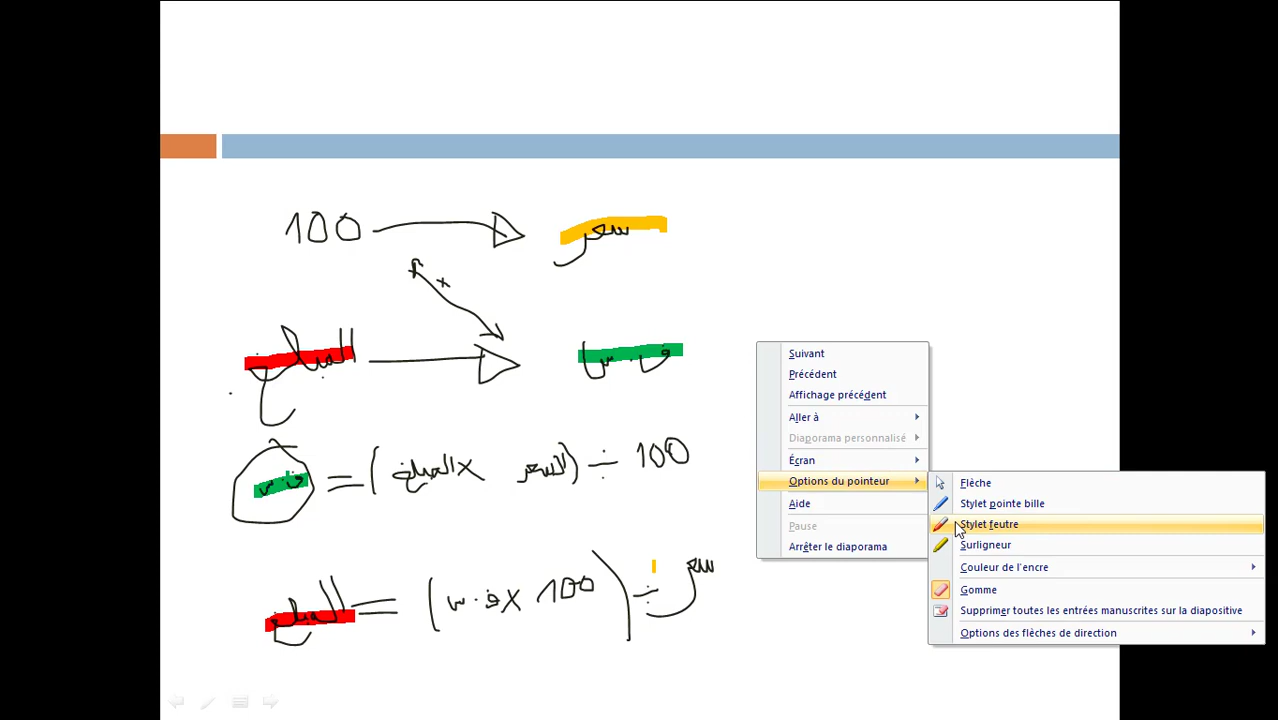 100 سعر
x
المبلغ ف.س
ف.س = (السعر x المبلغ) ÷ 100
المبلغ = (ف.س x 100) ÷ سعر
Suivant
Précédent
Affichage précédent
Aller à
Diaporama personnalisé
Écran
Options du pointeur
Aide
Pause
Arrêter le diaporama
Flèche
Stylet pointe bille
Stylet feutre
Surligneur
Couleur de l'encre
Gomme
Supprimer toutes les entrées manuscrites sur la diapositive
Options des flèches de direction